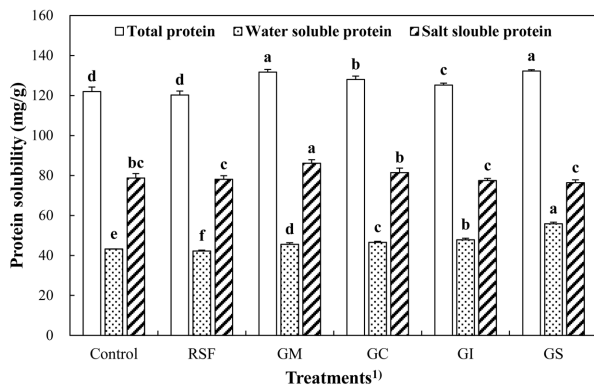 160
140
120
100
80
60
40
20
0
Protein solubility (mg/g)
Total protein Water soluble protein Salt slouble protein
d
bc
e
d
c
f
a
a
d
b
b
c
c
c
b
a
c
a
Control RSF GM GC GI GS
Treatments1)